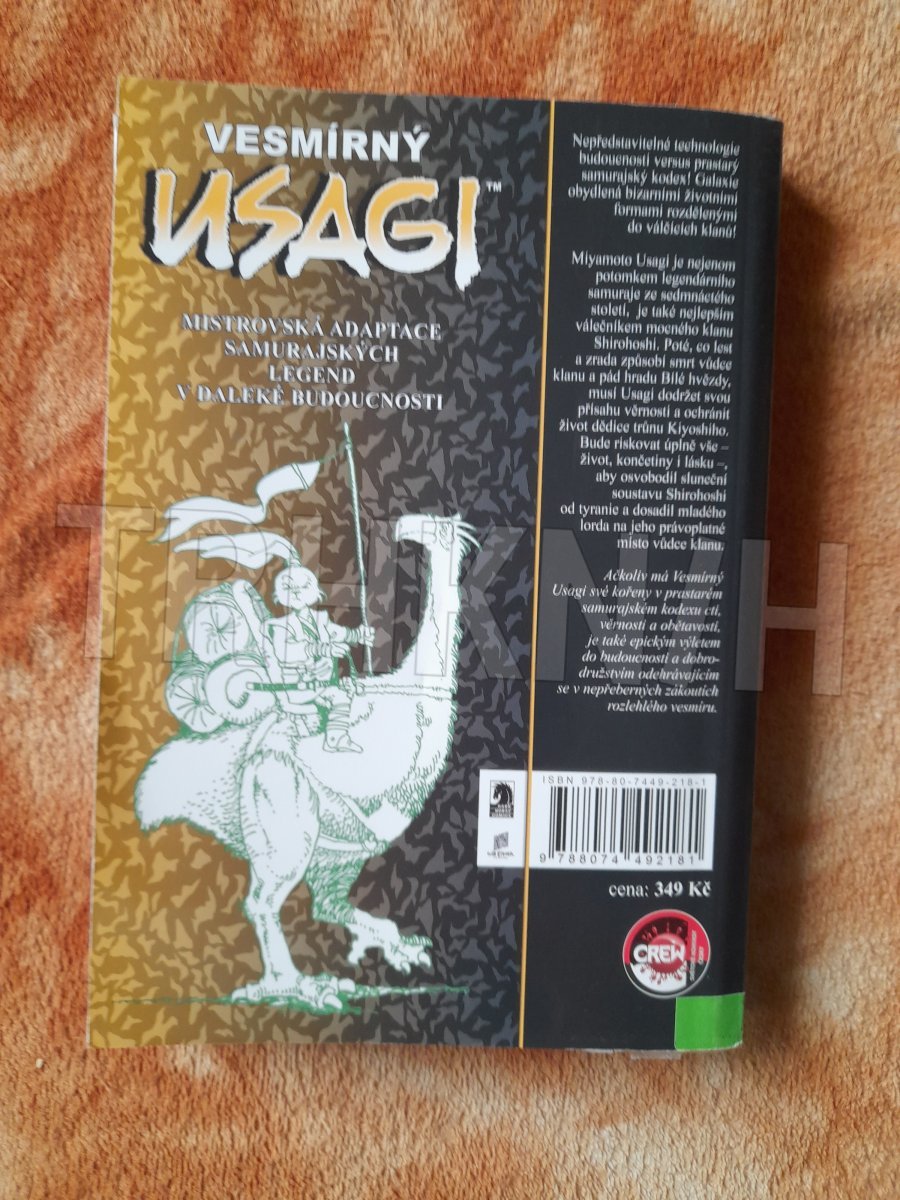 VESMÍRNÝ
USAGI™
MISTROVSKÁ ADAPTACE
SAMURAJSKÝCH
LEGEND
V DALEKÉ BUDOUCNOSTI
Nepředstavitelné technologie
budoucnosti versus prastarý
samurajský kodex! Galaxie
obydlená bizarními životními
formami rozdělenými
do válčících klanů!
Miyamoto Usagi je nejenom
potomkem legendárního
samuraje ze sedmnáctého
století, je také nejlepším
válečníkem mocného klanu
Shirohoshi. Poté, co lest
a zrada způsobí smrt vůdce
klanu a pád hradu Bílé hvězdy,
musí Usagi dodržet svou
přísahu věrnosti a ochránit
život dědice trůnu Kiyoshiho.
Bude riskovat úplně vše –
život, končetiny i lásku –,
aby osvobodil sluneční
soustavu Shirohoshi
od tyranie a dosadil mladého
lorda na jeho právoplatné
místo vůdce klanu.
Ačkoliv má Vesmírný
Usagi své kořeny v prastarém
samurajském kodexu cti,
věrnosti a obětavosti,
je také epickým výletem
do budoucnosti a dobro-
družstvím odehrávajícím
se v nepřeberných zákoutích
rozlehlého vesmíru.
ISBN 978-80-7449-218-1
9 788074 492181
cena: 349 Kč
CREW
TRHKNIH